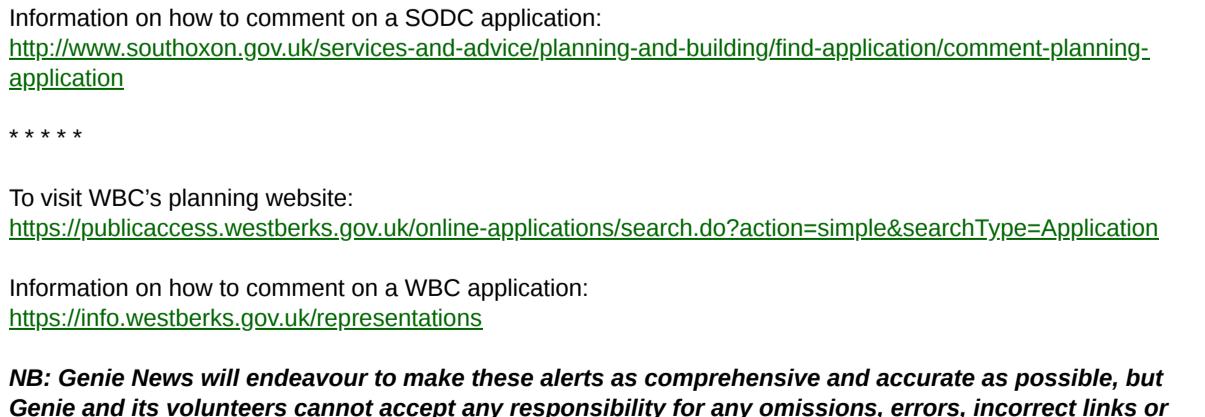 Information on how to comment on a SODC application:
http://www.southoxon.gov.uk/services-and-advice/planning-and-building/find-application/comment-planning-
application
* * * * *
To visit WBC’s planning website:
https://publicaccess.westberks.gov.uk/online-applications/search.do?action=simple&searchType=Application
Information on how to comment on a WBC application:
https://info.westberks.gov.uk/representations
NB: Genie News will endeavour to make these alerts as comprehensive and accurate as possible, but
Genie and its volunteers cannot accept any responsibility for any omissions, errors, incorrect links or